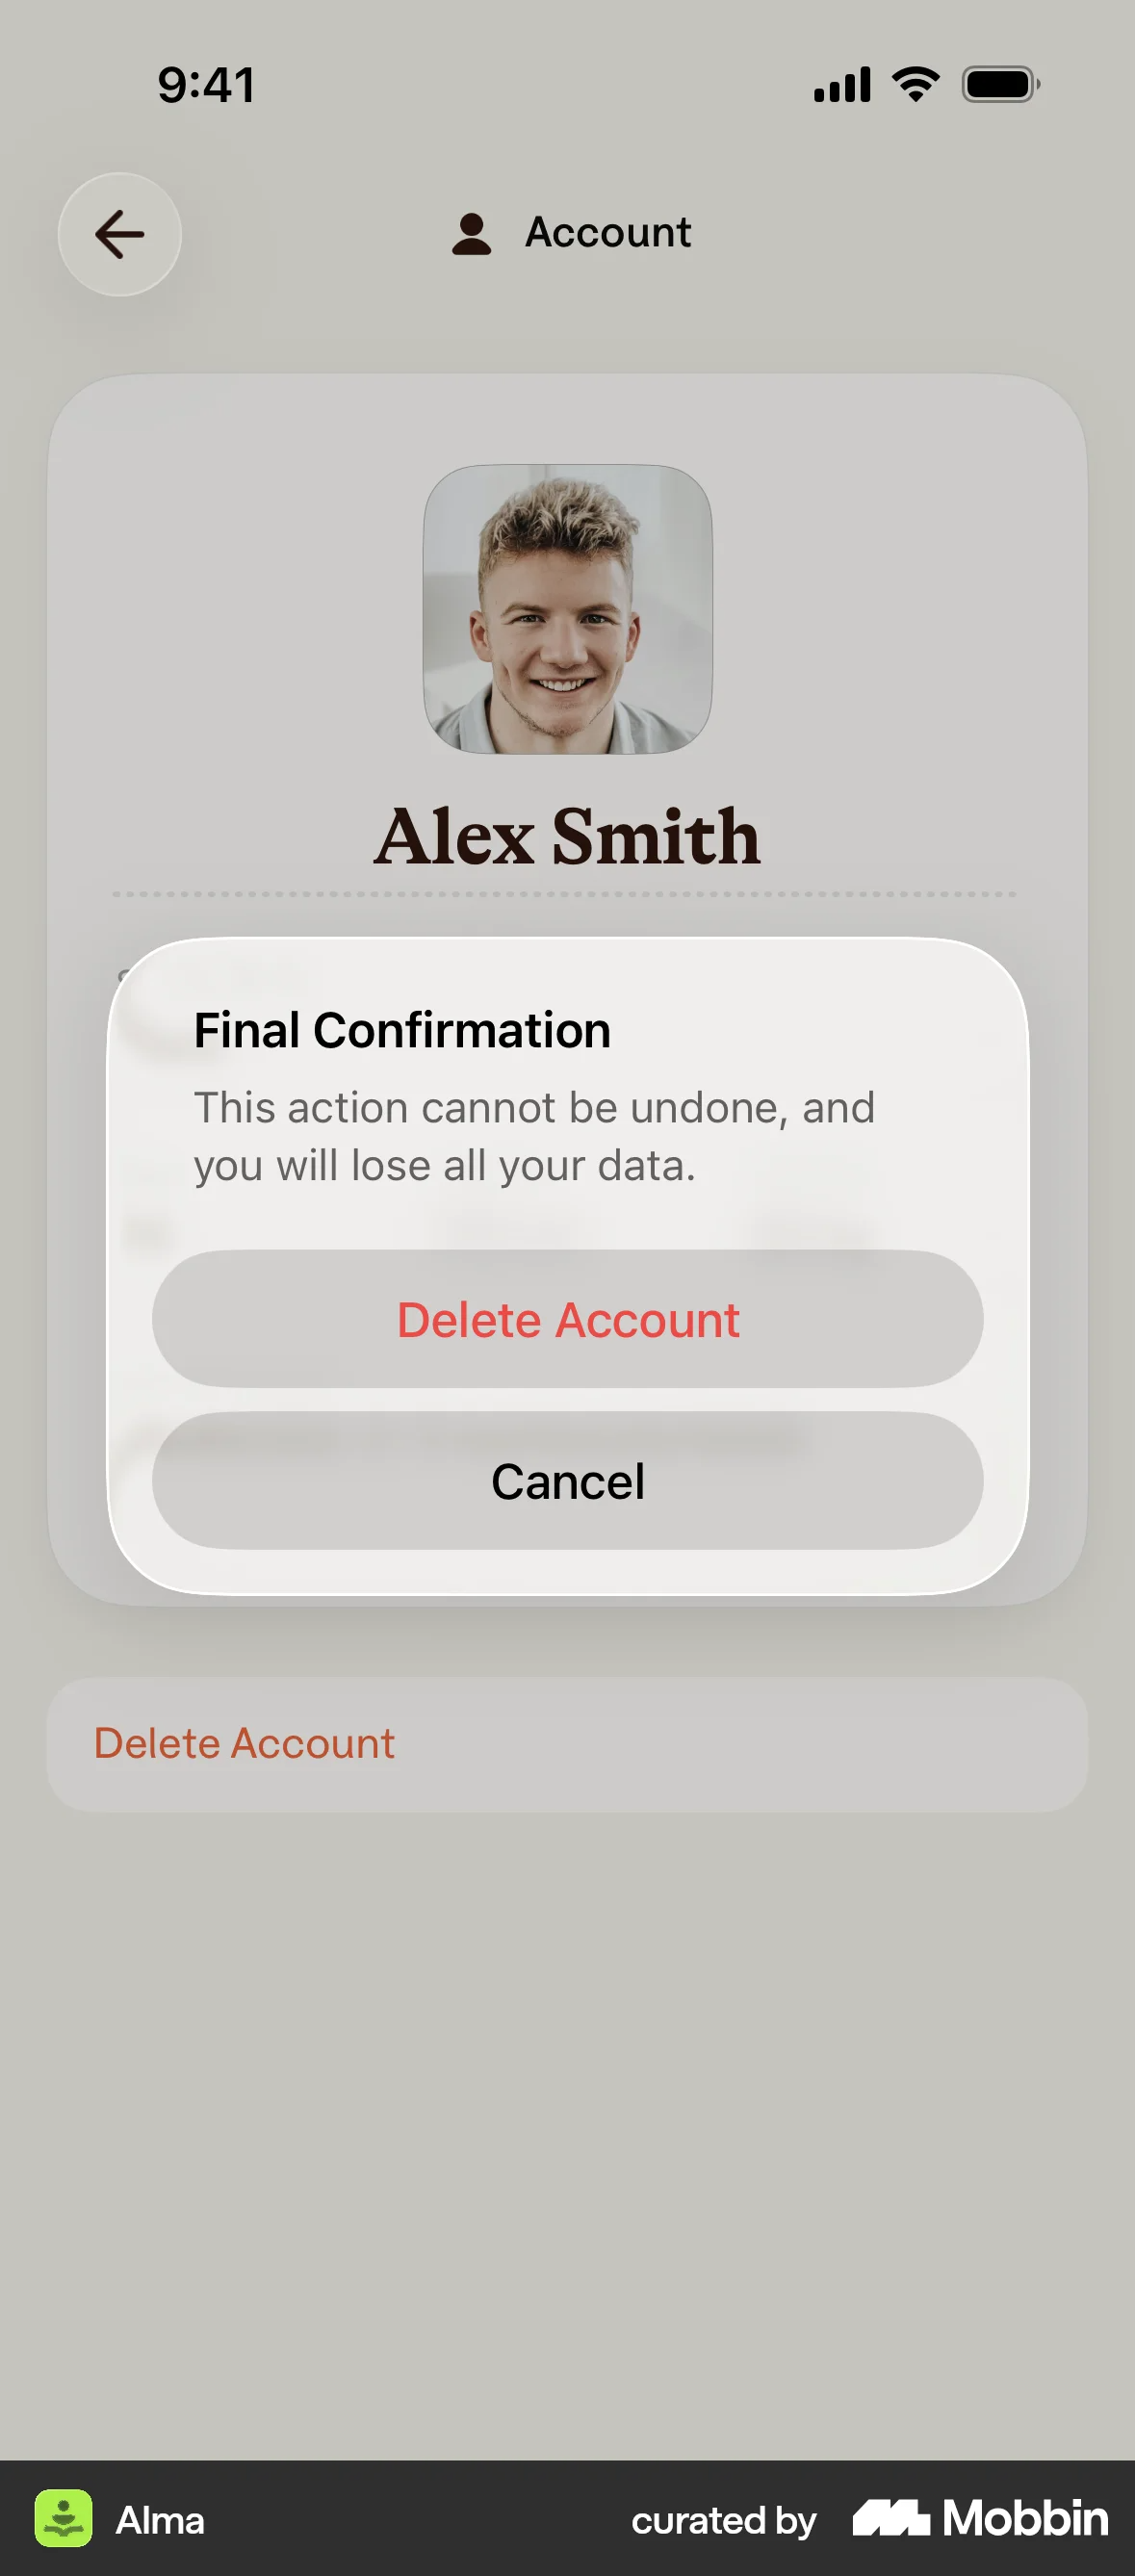 9:41
Account
Alex Smith
Final Confirmation
This action cannot be undone, and
you will lose all your data.
Delete Account
Cancel
Delete Account
Alma
curated by Mobbin